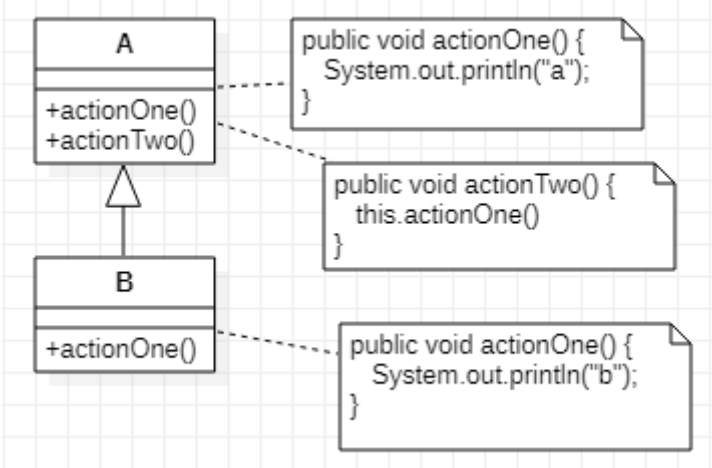 A
+actionOne()
+actionTwo()
public void actionOne() {
System.out.println("a");
}
public void actionTwo() {
this.actionOne()
}
B
+actionOne()
public void actionOne() {
System.out.println("b");
}